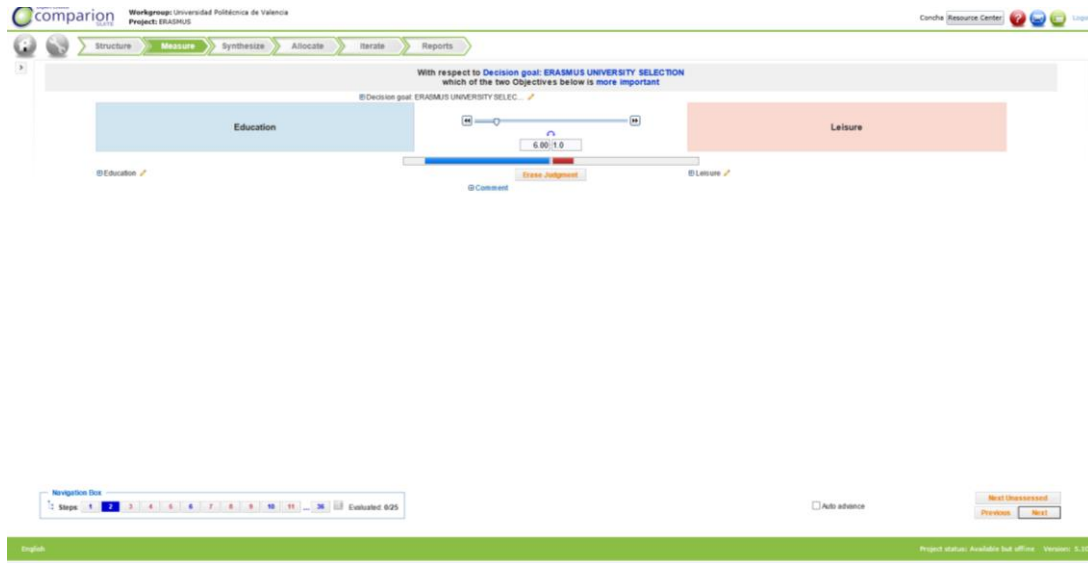 comparion
SUITE
Workgroup: Universidad Politécnica de Valencia
Project: ERASMUS
Concha Resource Center
Structure Measure Synthesize Allocate Iterate Reports
With respect to Decision goal: ERASMUS UNIVERSITY SELECTION
which of the two Objectives below is more important
Decision goal: ERASMUS UNIVERSITY SELEC...
Education
6.00 1.0
Leisure
Education
Erase Judgment
Leisure
Comment
Navigation Box
Steps: 1 2 3 4 5 6 7 8 9 10 11 ... 36 Evaluated: 0/25
Auto advance
Next Unassessed
Previous Next
English
Project status: Available but offline Version: 5.10